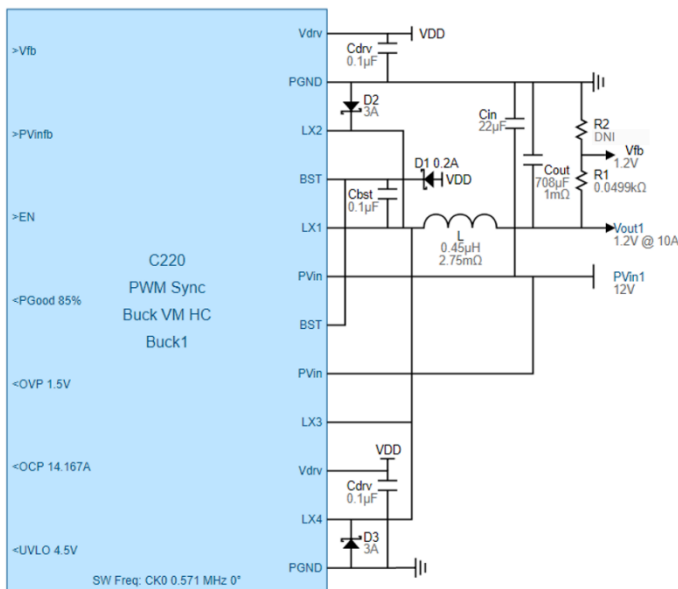 >Vfb
>PVinfb
>EN
<PGood 85%
<OVP 1.5V
<OCP 14.167A
<UVLO 4.5V
C220
PWM Sync
Buck VM HC
Buck1
SW Freq: CK0 0.571 MHz 0°
Vdrv
PGND
LX2
BST
LX1
PVin
BST
PVin
LX3
Vdrv
LX4
PGND
VDD
Cdrv
0.1µF
D2
3A
D1 0.2A
VDD
Cbst
0.1µF
Cin
22µF
Cout
708µF
1mΩ
R2
DNI
Vfb
1.2V
R1
0.0499kΩ
Vout1
1.2V @ 10A
L
0.45µH
2.75mΩ
PVin1
12V
VDD
Cdrv
0.1µF
D3
3A